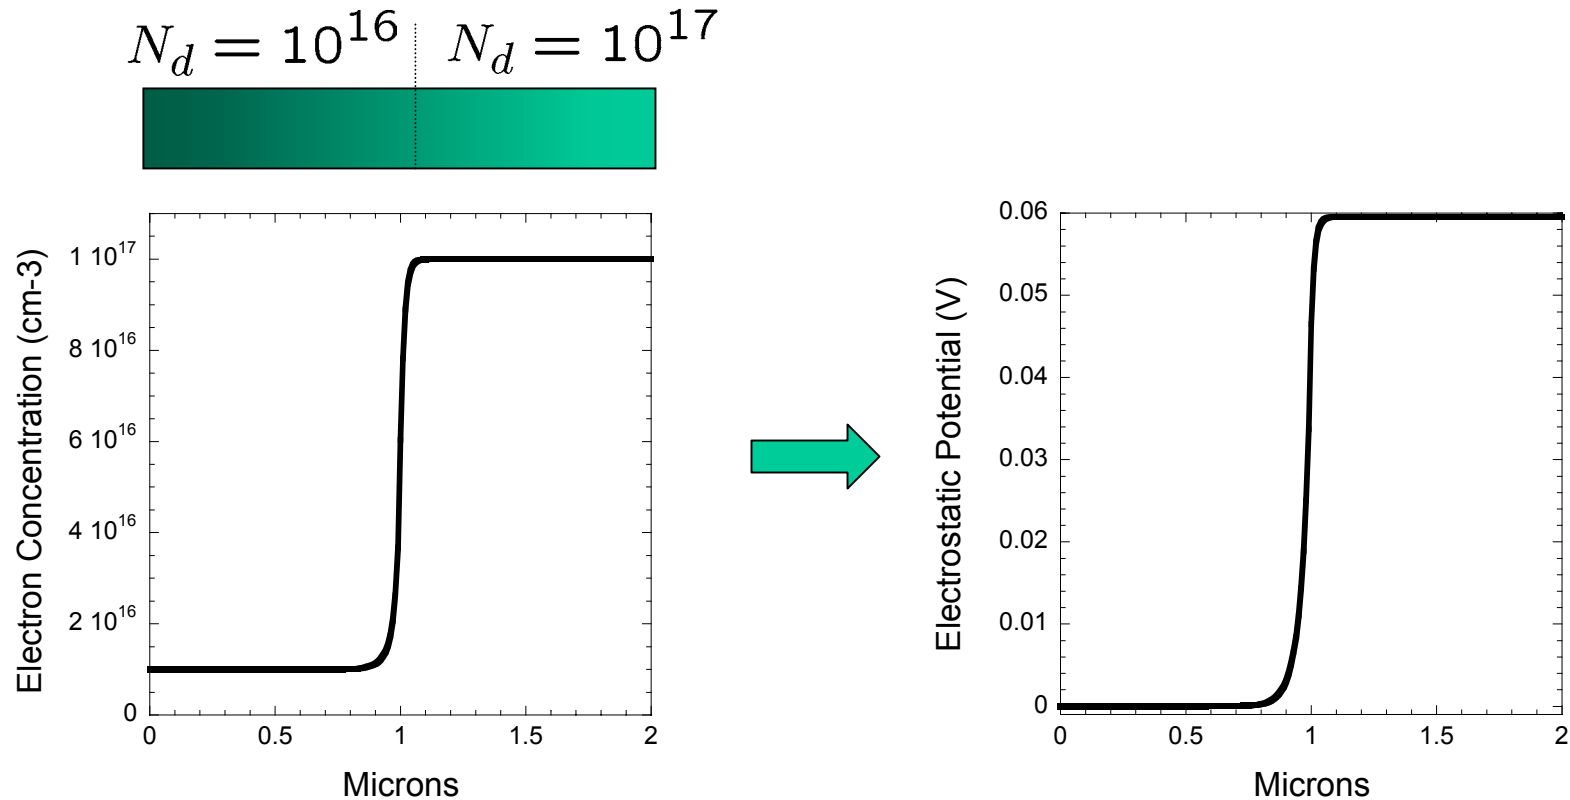 N_d = 10^16 N_d = 10^17
Electron Concentration (cm-3)
1 10^17
8 10^16
6 10^16
4 10^16
2 10^16
0
0 0.5 1 1.5 2
Microns
Electrostatic Potential (V)
0.06
0.05
0.04
0.03
0.02
0.01
0
0 0.5 1 1.5 2
Microns